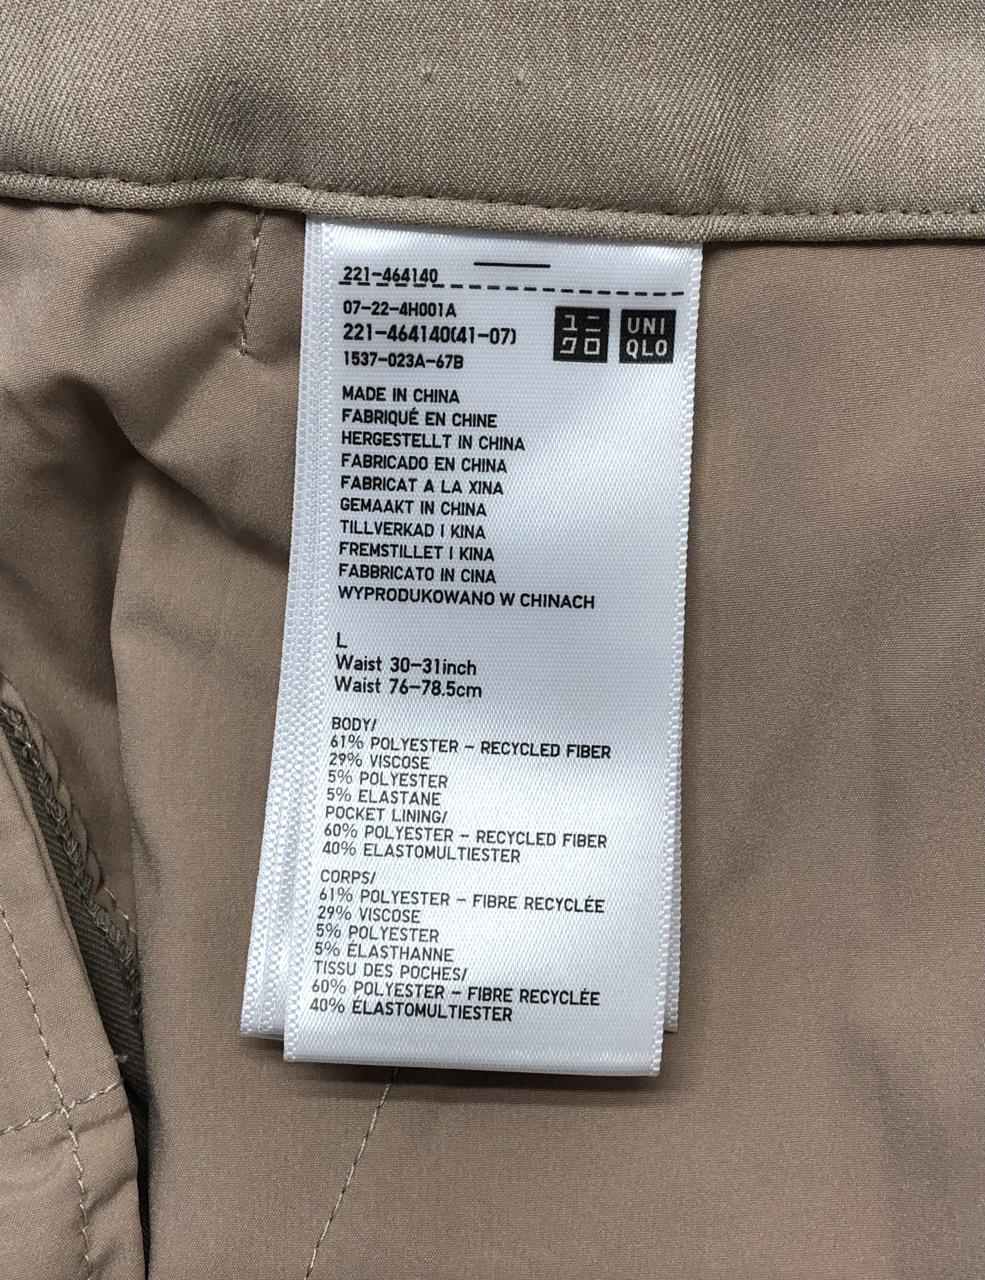 221-464140
07-22-4H001A
221-464140(41-07)
1537-023A-67B
ユニ
クロ
UNI
QLO
MADE IN CHINA
FABRIQUÉ EN CHINE
HERGESTELLT IN CHINA
FABRICADO EN CHINA
FABRICAT A LA XINA
GEMAAKT IN CHINA
TILLVERKAD I KINA
FREMSTILLET I KINA
FABBRICATO IN CINA
WYPRODUKOWANO W CHINACH
L
Waist 30-31inch
Waist 76-78.5cm
BODY/
61% POLYESTER - RECYCLED FIBER
29% VISCOSE
5% POLYESTER
5% ELASTANE
POCKET LINING/
60% POLYESTER - RECYCLED FIBER
40% ELASTOMULTIESTER
CORPS/
61% POLYESTER - FIBRE RECYCLÉE
29% VISCOSE
5% POLYESTER
5% ÉLASTHANNE
TISSU DES POCHES/
60% POLYESTER - FIBRE RECYCLÉE
40% ÉLASTOMULTIESTER